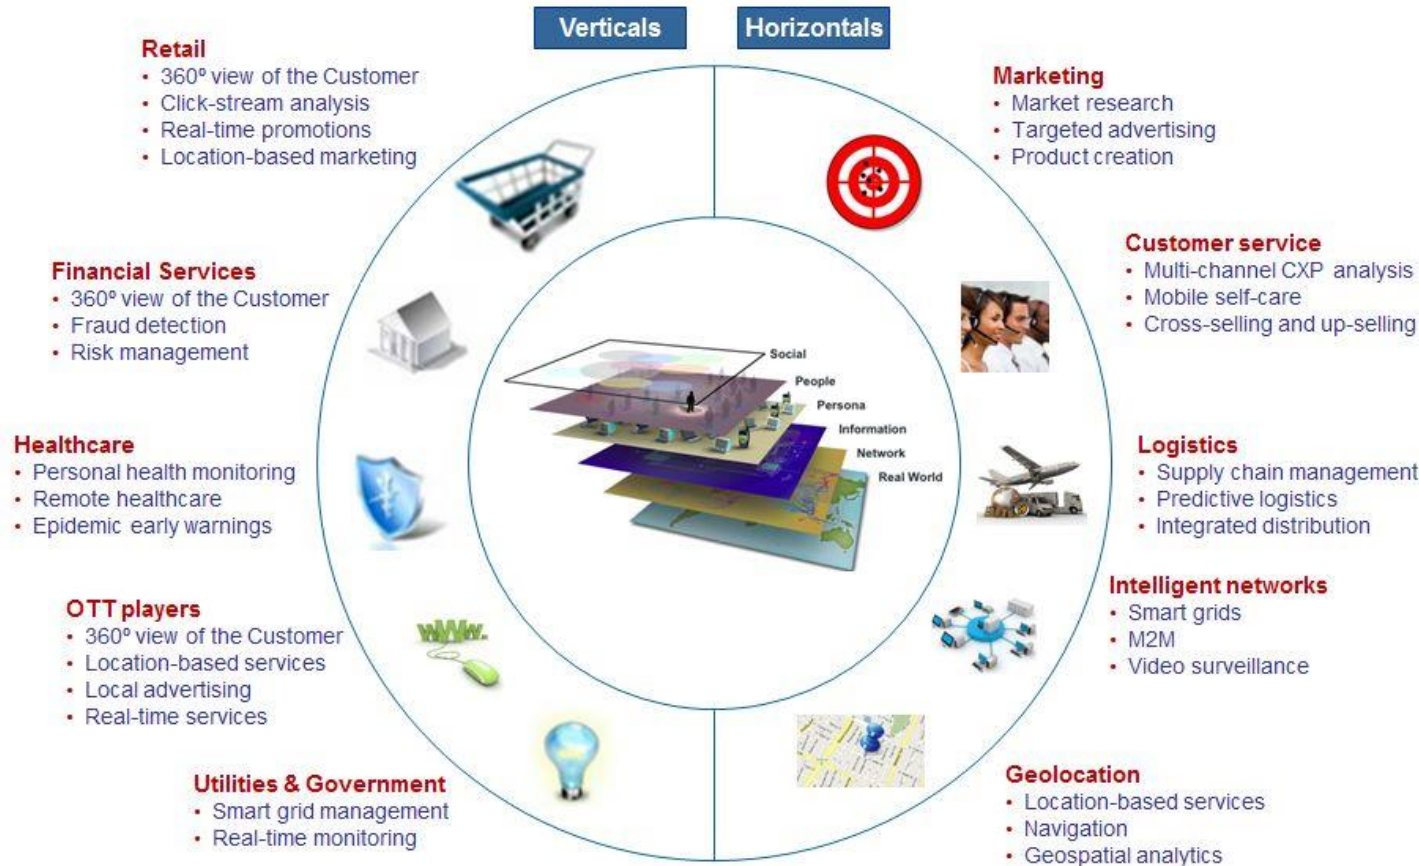 Verticals
Horizontals
Retail
• 360º view of the Customer
• Click-stream analysis
• Real-time promotions
• Location-based marketing
Financial Services
• 360º view of the Customer
• Fraud detection
• Risk management
Healthcare
• Personal health monitoring
• Remote healthcare
• Epidemic early warnings
OTT players
• 360º view of the Customer
• Location-based services
• Local advertising
• Real-time services
Utilities & Government
• Smart grid management
• Real-time monitoring
www.
Social
People
Persona
Information
Network
Real World
Marketing
• Market research
• Targeted advertising
• Product creation
Customer service
• Multi-channel CXP analysis
• Mobile self-care
• Cross-selling and up-selling
Logistics
• Supply chain management
• Predictive logistics
• Integrated distribution
Intelligent networks
• Smart grids
• M2M
• Video surveillance
Geolocation
• Location-based services
• Navigation
• Geospatial analytics